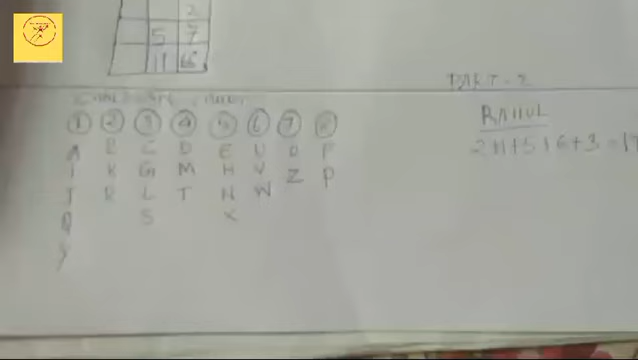 2
5 7
11
PART-2
1 2 3 4 5 6 7 8
A B C D E U O F
I K G M H V Z P
J R L T N W
Q S X
Y
RAHUL
2+1+5+6+3 = 17